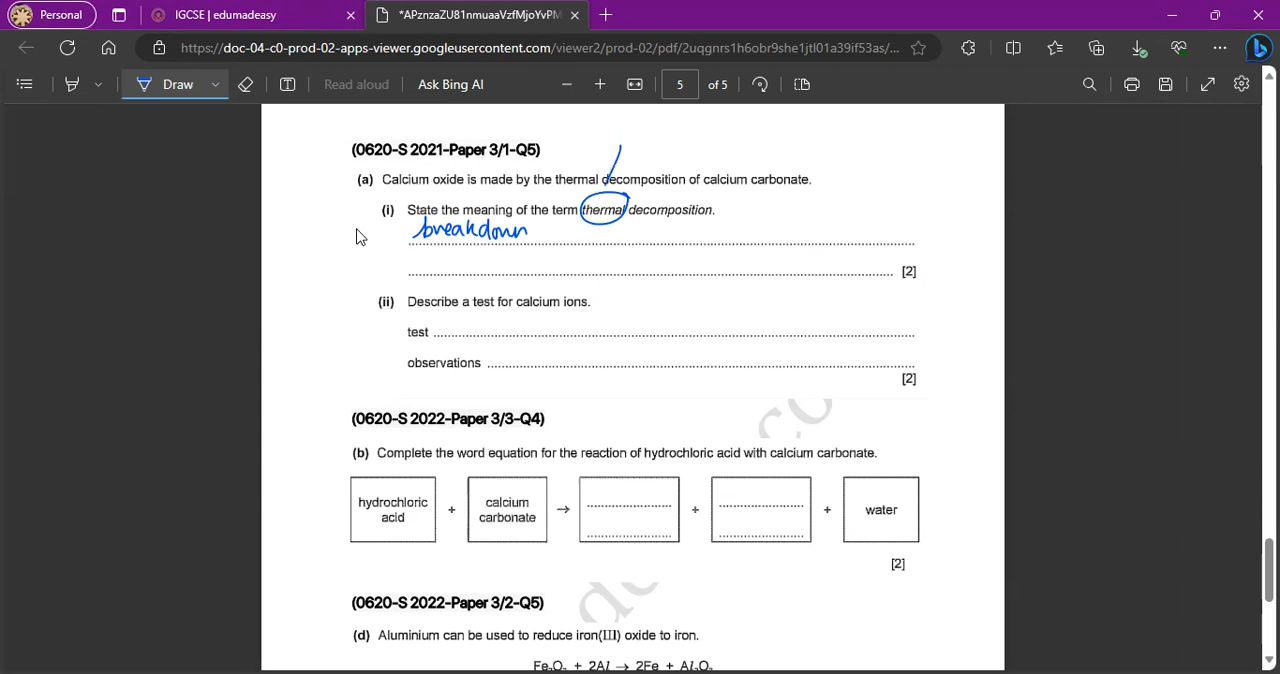 Personal
IGCSE | edumadeasy
*APznzaZU81nmuaaVzfMjoYvPM
https://doc-04-c0-prod-02-apps-viewer.googleusercontent.com/viewer2/prod-02/pdf/2uqgnrs1h6obr9she1jtl01a39if53as/...
Draw
Read aloud
Ask Bing AI
5
of 5
(0620-S 2021-Paper 3/1-Q5)
(a) Calcium oxide is made by the thermal decomposition of calcium carbonate.
(i) State the meaning of the term thermal decomposition.
breakdown
[2]
(ii) Describe a test for calcium ions.
test
observations
[2]
(0620-S 2022-Paper 3/3-Q4)
(b) Complete the word equation for the reaction of hydrochloric acid with calcium carbonate.
hydrochloric acid + calcium carbonate → + + water
[2]
(0620-S 2022-Paper 3/2-Q5)
(d) Aluminium can be used to reduce iron(III) oxide to iron.
Fe₂O₃ + 2Al → 2Fe + Al₂O₃